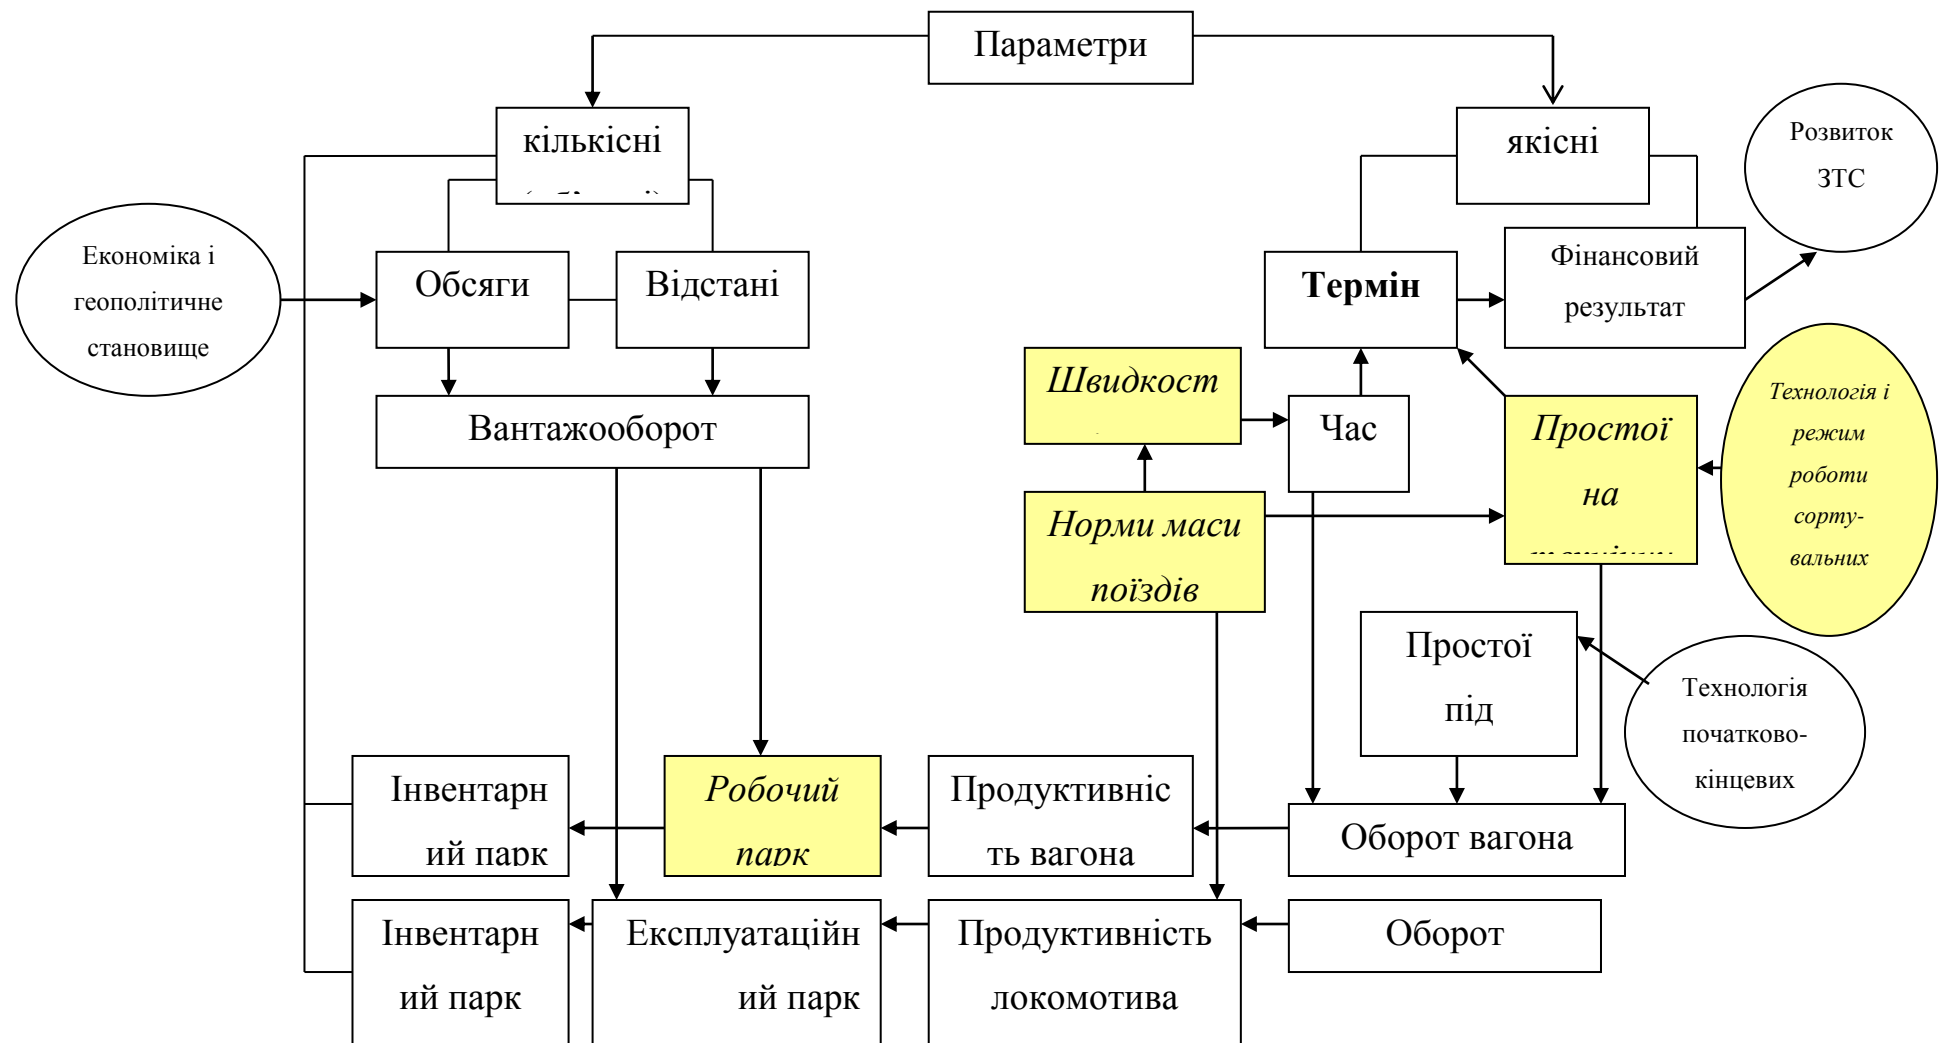 Параметри
кількісні
якісні
Розвиток
ЗТС
Економіка і
геополітичне
становище
Обсяги
Відстані
Термін
Фінансовий
результат
Швидкост
Час
Простої
на
Технологія і
режим
роботи
сорту-
вальних
Вантажооборот
Норми маси
поїздів
Простої
під
Технологія
початково-
кінцевих
Інвентарн
ий парк
Робочий
парк
Продуктивніс
ть вагона
Оборот вагона
Інвентарн
ий парк
Експлуатаційн
ий парк
Продуктивність
локомотива
Оборот